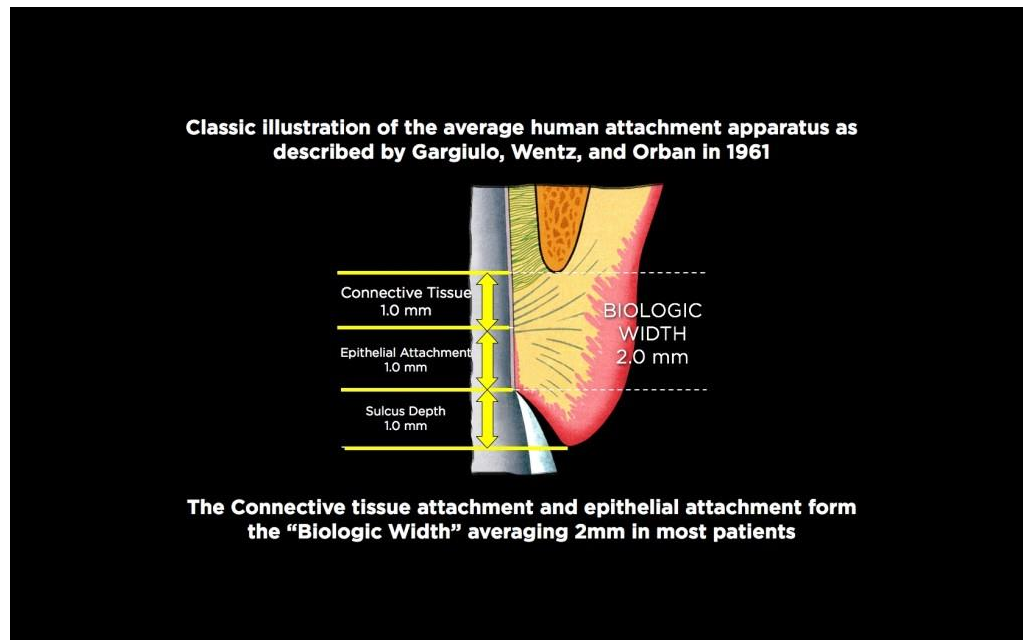 Classic illustration of the average human attachment apparatus as
described by Gargiulo, Wentz, and Orban in 1961
Connective Tissue
1.0 mm
Epithelial Attachment
1.0 mm
Sulcus Depth
1.0 mm
BIOLOGIC
WIDTH
2.0 mm
The Connective tissue attachment and epithelial attachment form
the “Biologic Width” averaging 2mm in most patients